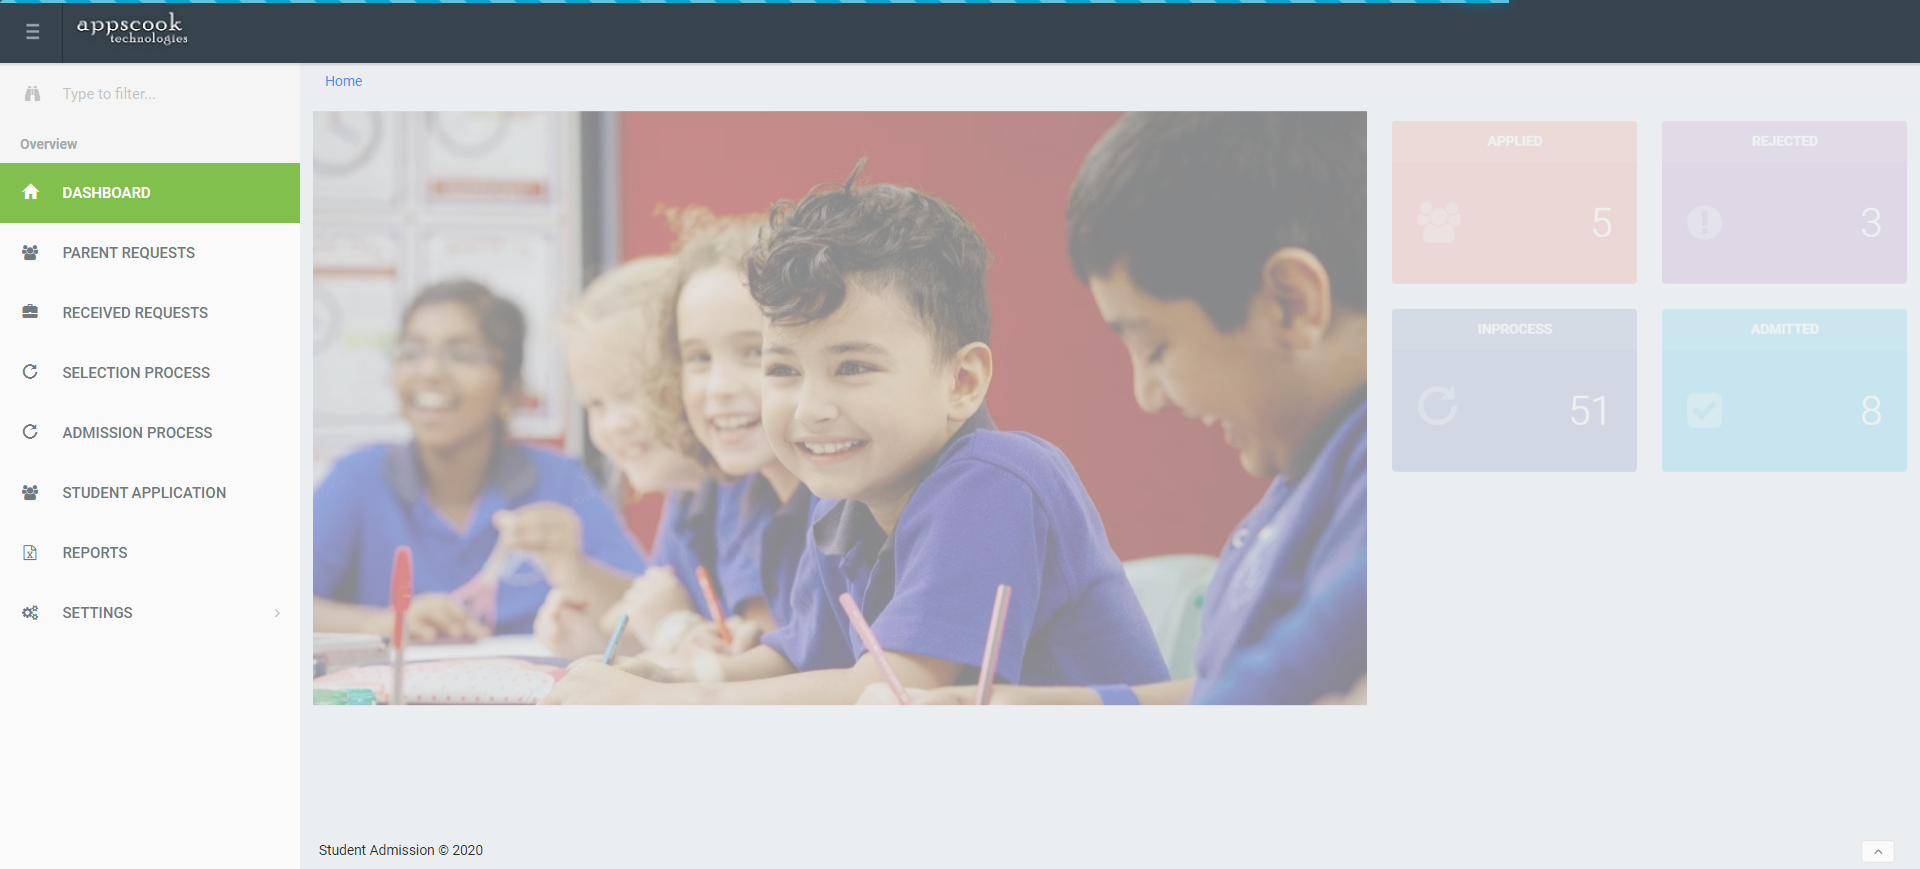 appscook
technologies
Type to filter...
Overview
DASHBOARD
PARENT REQUESTS
RECEIVED REQUESTS
SELECTION PROCESS
ADMISSION PROCESS
STUDENT APPLICATION
REPORTS
SETTINGS
Home
APPLIED
5
REJECTED
3
INPROCESS
51
ADMITTED
8
Student Admission © 2020